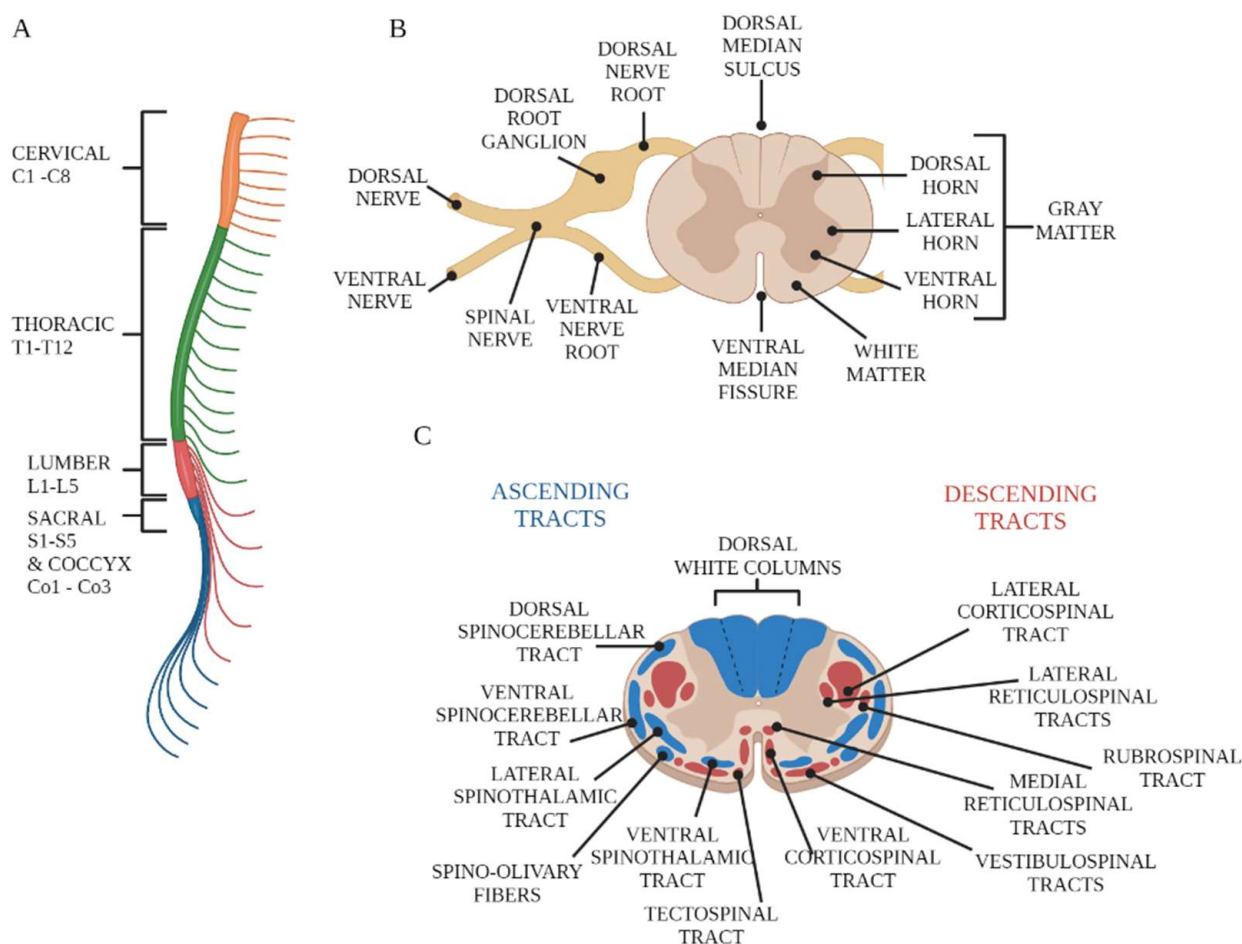 A
CERVICAL
C1 -C8
THORACIC
T1-T12
LUMBER
L1-L5
SACRAL
S1-S5
& COCCYX
Co1 - Co3
B
DORSAL
MEDIAN
SULCUS
DORSAL
NERVE
ROOT
DORSAL
ROOT
GANGLION
DORSAL
NERVE
VENTRAL
NERVE
SPINAL
NERVE
VENTRAL
NERVE
ROOT
VENTRAL
MEDIAN
FISSURE
WHITE
MATTER
DORSAL
HORN
LATERAL
HORN
VENTRAL
HORN
GRAY
MATTER
C
ASCENDING
TRACTS
DESCENDING
TRACTS
DORSAL
WHITE COLUMNS
DORSAL
SPINOCEREBELLAR
TRACT
VENTRAL
SPINOCEREBELLAR
TRACT
LATERAL
SPINOTHALAMIC
TRACT
SPINO-OLIVARY
FIBERS
VENTRAL
SPINOTHALAMIC
TRACT
TECTOSPINAL
TRACT
VENTRAL
CORTICOSPINAL
TRACT
LATERAL
CORTICOSPINAL
TRACT
LATERAL
RETICULOSPINAL
TRACTS
RUBROSPINAL
TRACT
MEDIAL
RETICULOSPINAL
TRACTS
VESTIBULOSPINAL
TRACTS